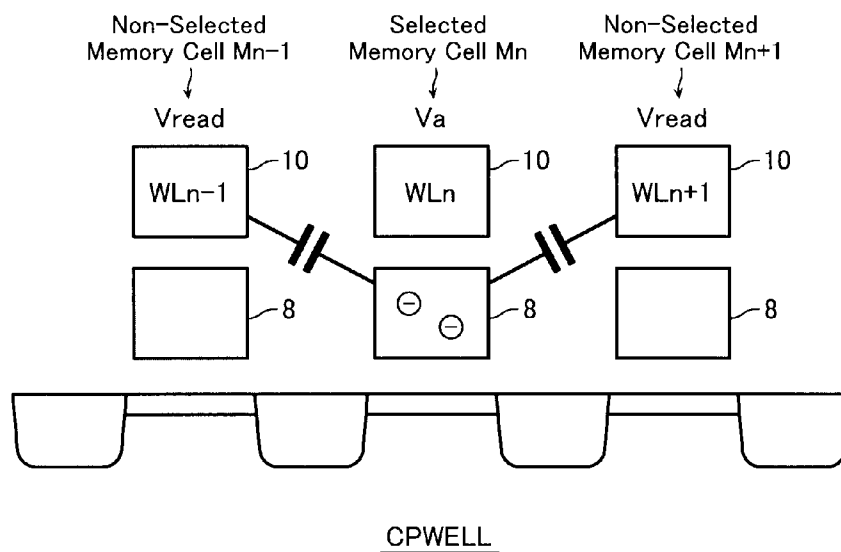 Non-Selected
Memory Cell Mn-1
Selected
Memory Cell Mn
Non-Selected
Memory Cell Mn+1
Vread
Va
Vread
WLn-1
10
WLn
10
WLn+1
10
8
8
8
CPWELL